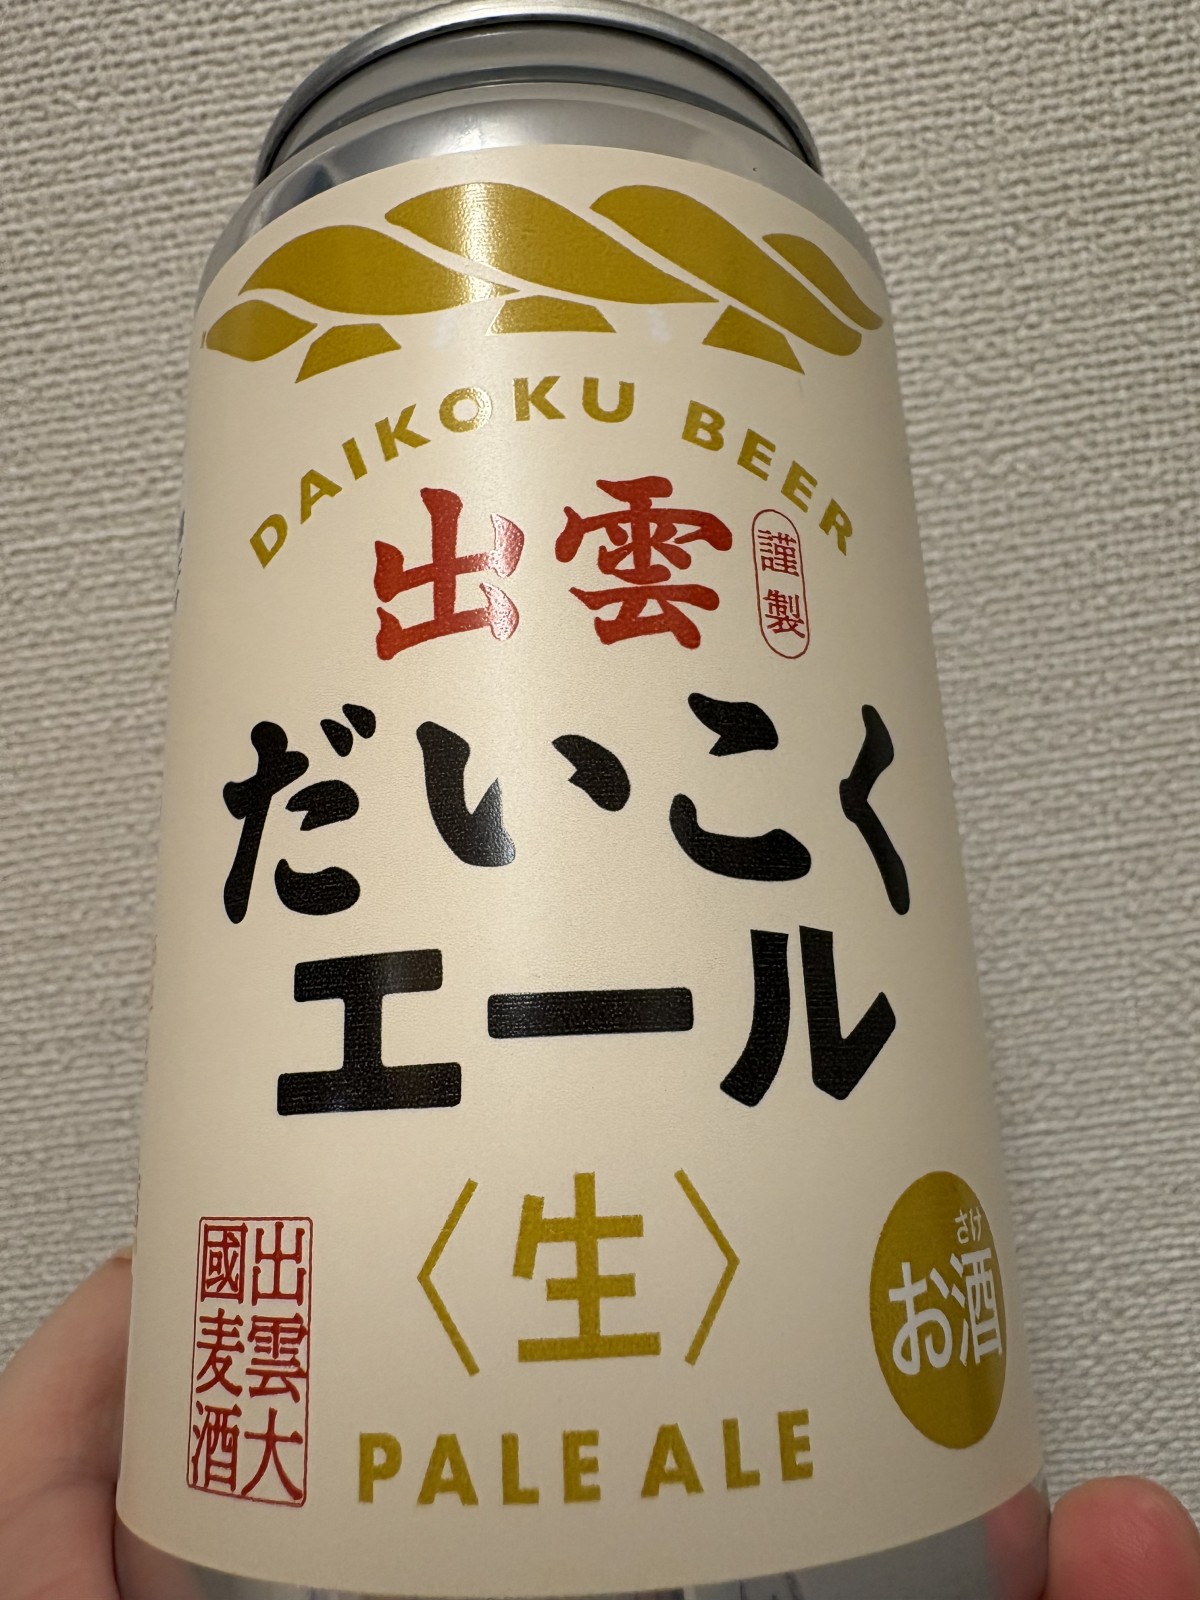 DAIKOKU BEER
出雲
謹製
だいこく
エール
〈生〉
出雲大
國麦酒
さけ
お酒
PALE ALE